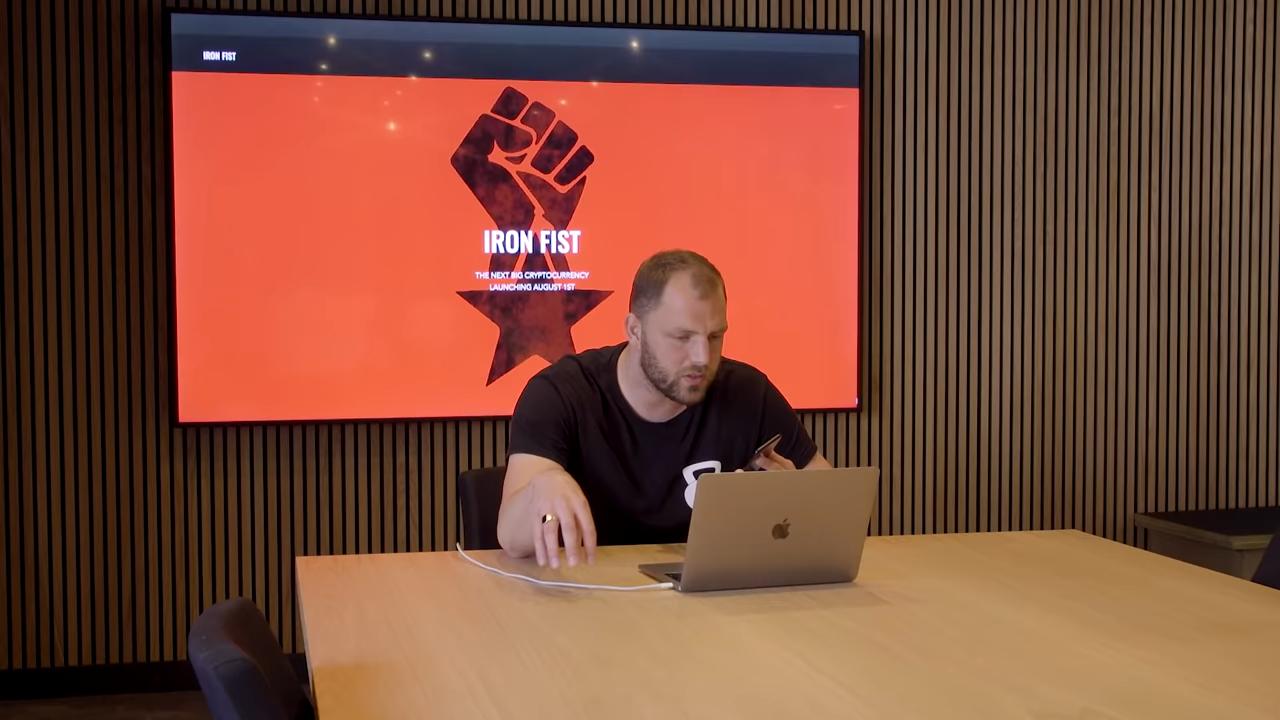 IRON FIST
IRON FIST
THE NEXT BIG CRYPTOCURRENCY
LAUNCHING AUGUST 1ST